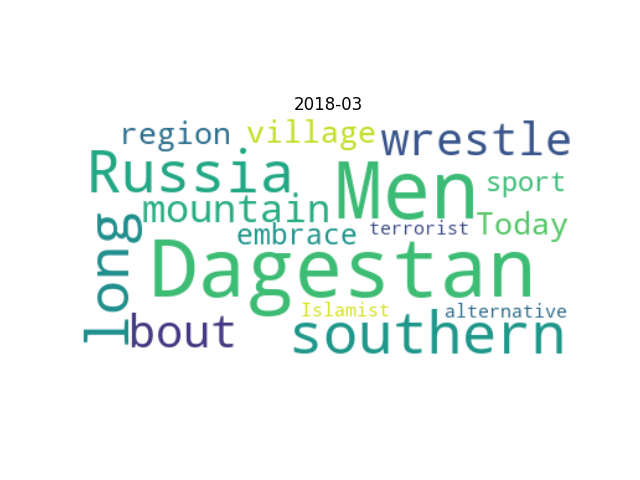 2018-03
region village wrestle
Russia Men sport
mountain Today
embrace terrorist
long Dagestan
Islamist alternative
bout southern